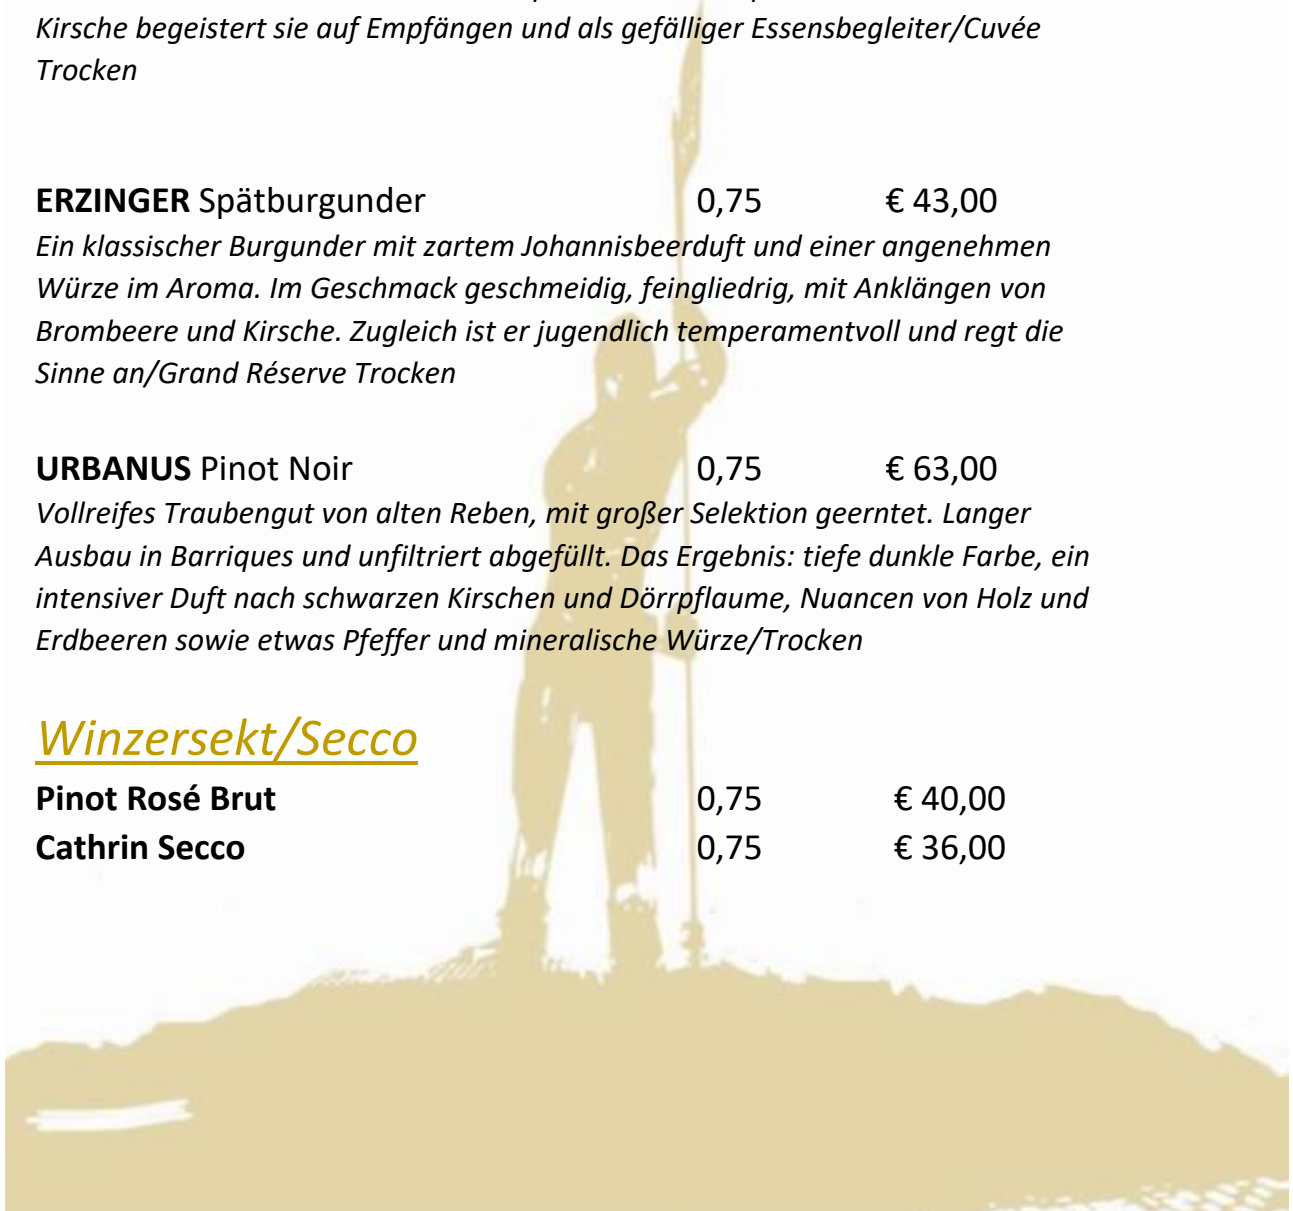 Kirsche begeistert sie auf Empfängen und als gefälliger Essensbegleiter/Cuvée
Trocken
ERZINGER Spätburgunder 0,75 € 43,00
Ein klassischer Burgunder mit zartem Johannisbeerduft und einer angenehmen
Würze im Aroma. Im Geschmack geschmeidig, feingliedrig, mit Anklängen von
Brombeere und Kirsche. Zugleich ist er jugendlich temperamentvoll und regt die
Sinne an/Grand Réserve Trocken
URBANUS Pinot Noir 0,75 € 63,00
Vollreifes Traubengut von alten Reben, mit großer Selektion geerntet. Langer
Ausbau in Barriques und unfiltriert abgefüllt. Das Ergebnis: tiefe dunkle Farbe, ein
intensiver Duft nach schwarzen Kirschen und Dörrpflaume, Nuancen von Holz und
Erdbeeren sowie etwas Pfeffer und mineralische Würze/Trocken
Winzersekt/Secco
Pinot Rosé Brut 0,75 € 40,00
Cathrin Secco 0,75 € 36,00